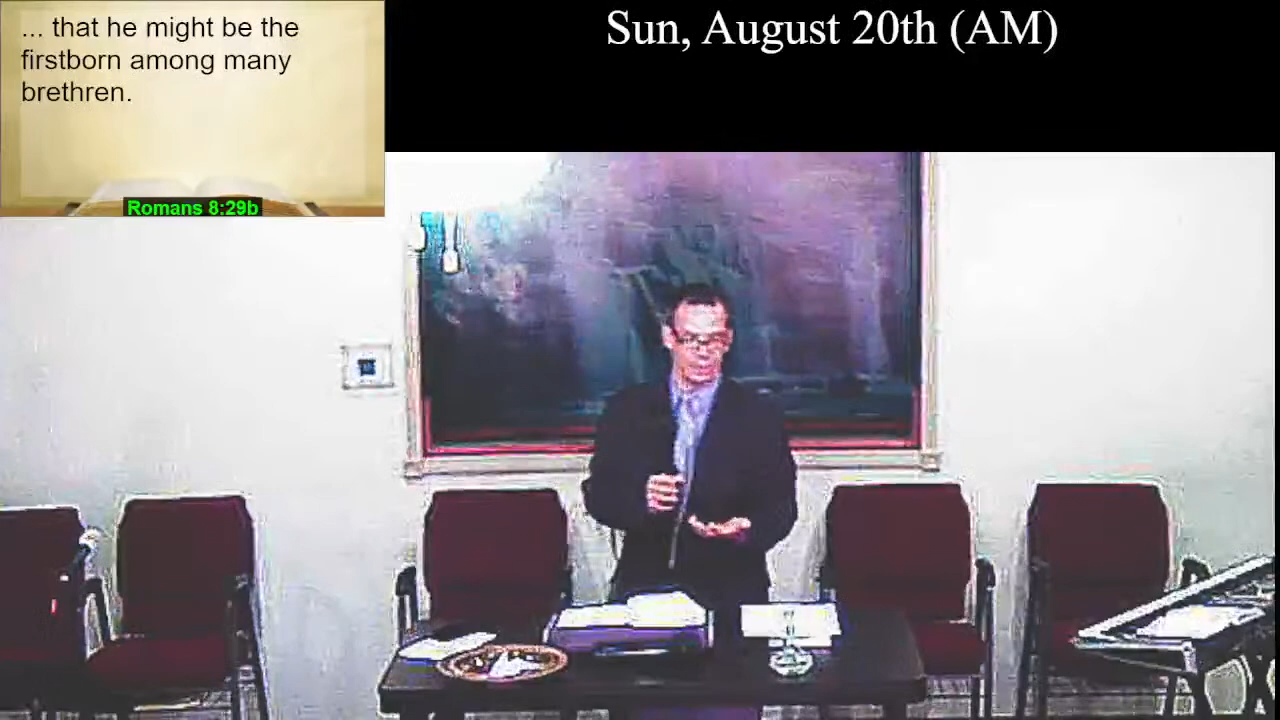 ... that he might be the
firstborn among many
brethren.
Romans 8:29b
Sun, August 20th (AM)